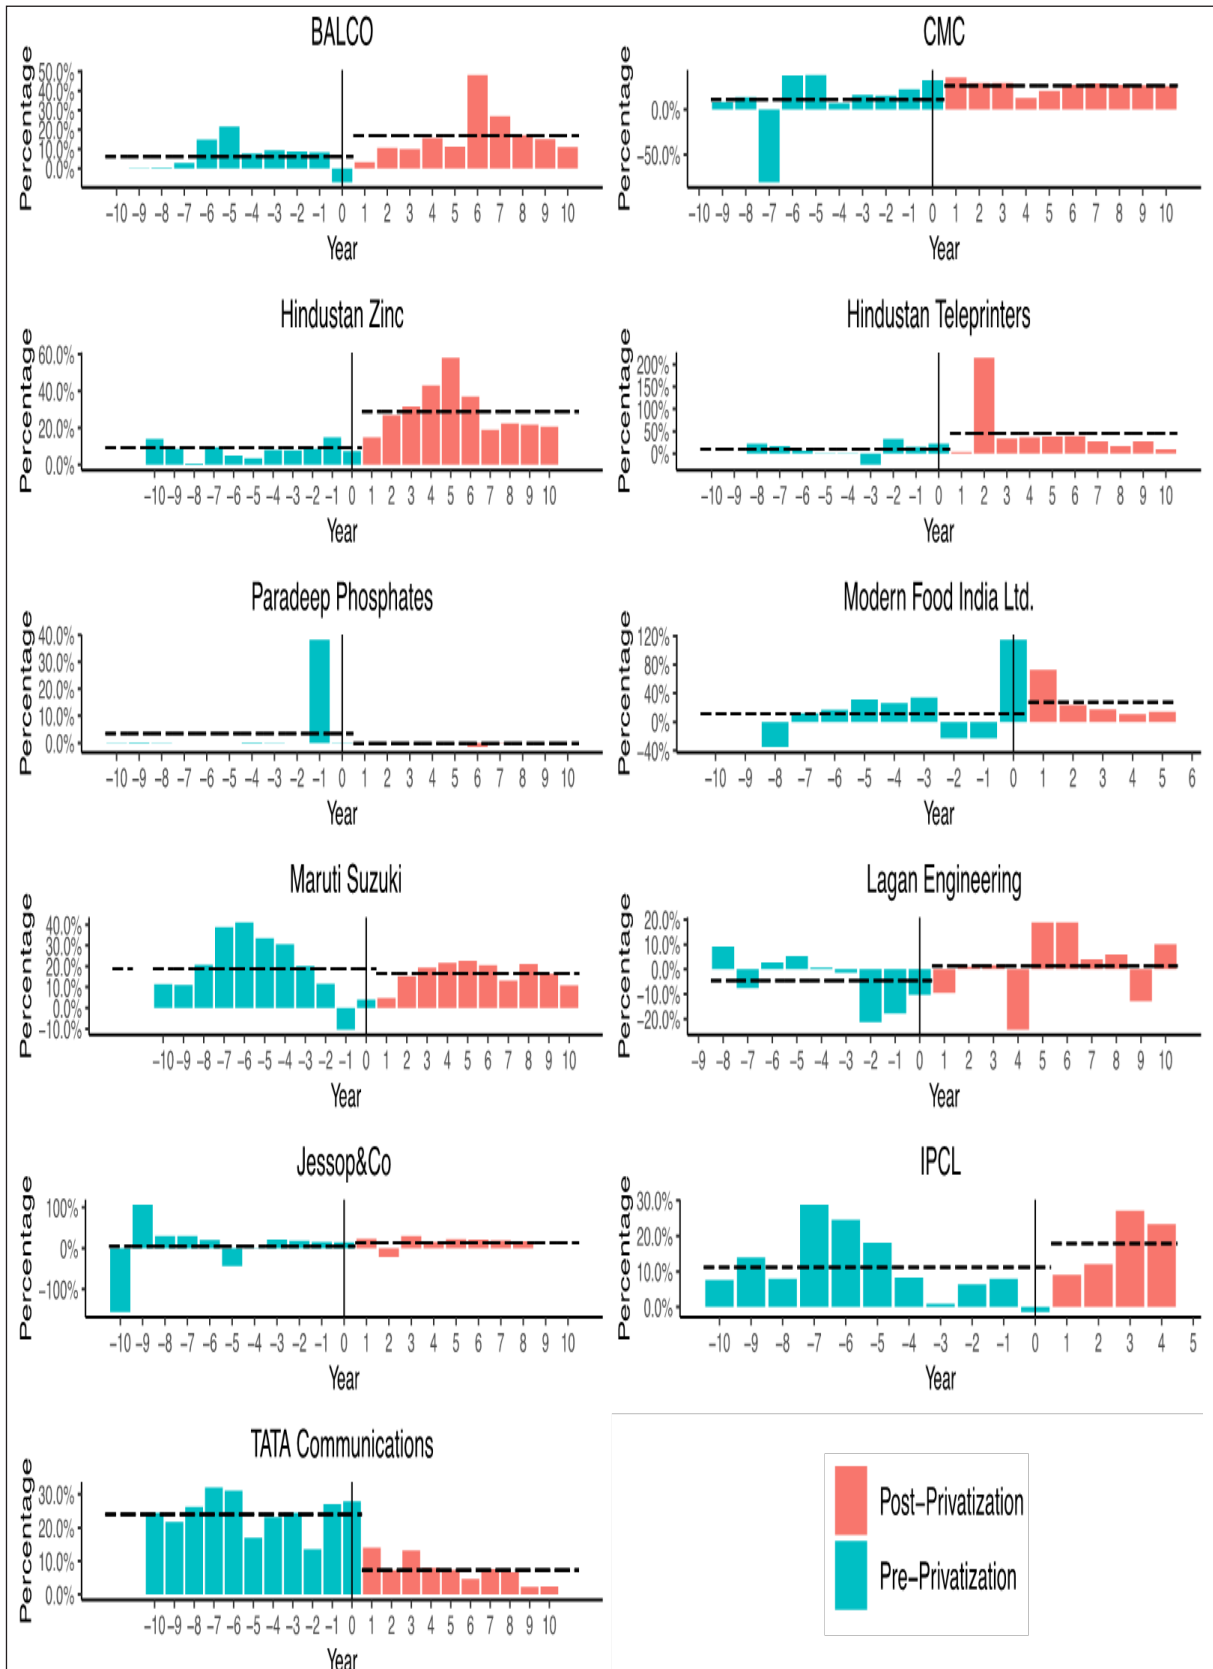 BALCO
Percentage
50.0%
40.0%
30.0%
20.0%
10.0%
0.0%
−10 −9 −8 −7 −6 −5 −4 −3 −2 −1 0 1 2 3 4 5 6 7 8 9 10
Year
CMC
Percentage
0.0%
−50.0%
−10 −9 −8 −7 −6 −5 −4 −3 −2 −1 0 1 2 3 4 5 6 7 8 9 10
Year
Hindustan Zinc
Percentage
60.0%
40.0%
20.0%
0.0%
−10 −9 −8 −7 −6 −5 −4 −3 −2 −1 0 1 2 3 4 5 6 7 8 9 10
Year
Hindustan Teleprinters
Percentage
200%
150%
100%
50%
0%
−10 −9 −8 −7 −6 −5 −4 −3 −2 −1 0 1 2 3 4 5 6 7 8 9 10
Year
Paradeep Phosphates
Percentage
40.0%
30.0%
20.0%
10.0%
0.0%
−10 −9 −8 −7 −6 −5 −4 −3 −2 −1 0 1 2 3 4 5 6 7 8 9 10
Year
Modern Food India Ltd.
Percentage
120%
80%
40%
0%
−40%
−10 −9 −8 −7 −6 −5 −4 −3 −2 −1 0 1 2 3 4 5 6
Year
Maruti Suzuki
Percentage
40.0%
30.0%
20.0%
10.0%
0.0%
−10.0%
−10 −9 −8 −7 −6 −5 −4 −3 −2 −1 0 1 2 3 4 5 6 7 8 9 10
Year
Lagan Engineering
Percentage
20.0%
10.0%
0.0%
−10.0%
−20.0%
−9 −8 −7 −6 −5 −4 −3 −2 −1 0 1 2 3 4 5 6 7 8 9 10
Year
Jessop&Co
Percentage
100%
0%
−100%
−10 −9 −8 −7 −6 −5 −4 −3 −2 −1 0 1 2 3 4 5 6 7 8 9 10
Year
IPCL
Percentage
30.0%
20.0%
10.0%
0.0%
−10 −9 −8 −7 −6 −5 −4 −3 −2 −1 0 1 2 3 4 5
Year
TATA Communications
Percentage
30.0%
20.0%
10.0%
0.0%
−10 −9 −8 −7 −6 −5 −4 −3 −2 −1 0 1 2 3 4 5 6 7 8 9 10
Year
Post−Privatization
Pre−Privatization